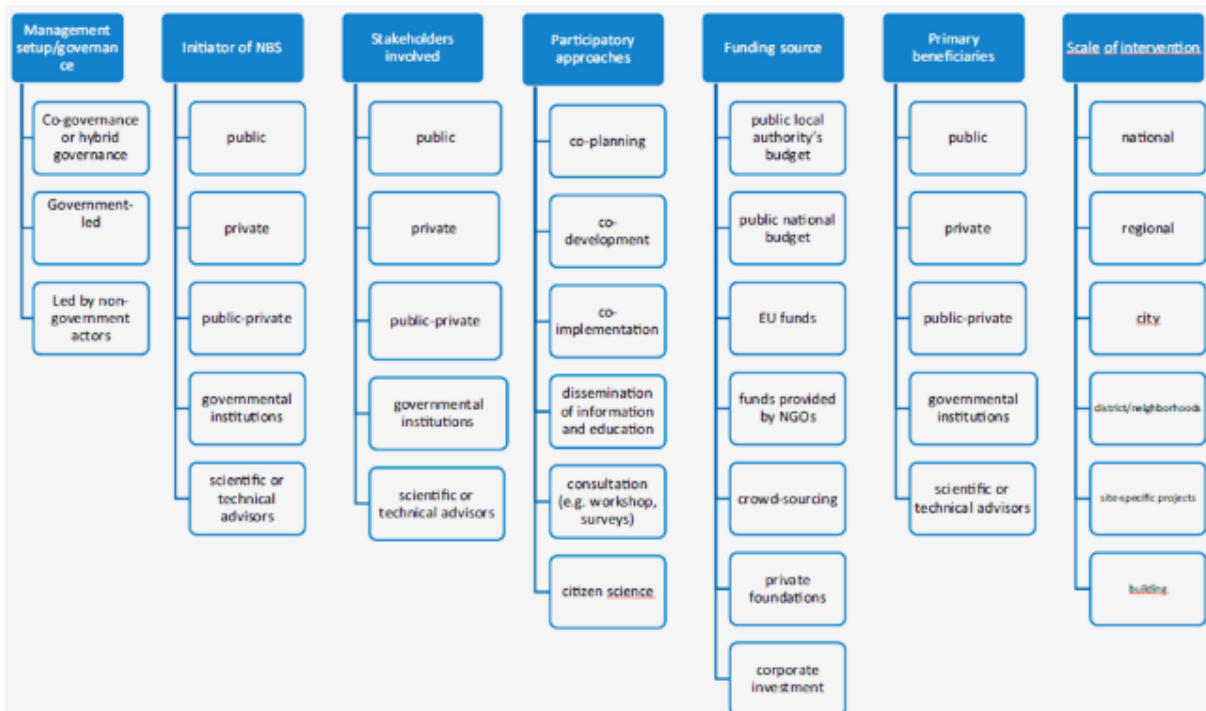 Management
setup/governan
ce
Co-governance
or hybrid
governance
Government-
led
Led by non-
government
actors
Initiator of NBS
public
private
public-private
governmental
institutions
scientific or
technical
advisors
Stakeholders
involved
public
private
public-private
governmental
institutions
scientific or
technical advisors
Participatory
approaches
co-planning
co-
development
co-
implementation
dissemination
of information
and education
consultation
(e.g. workshop,
surveys)
citizen science
Funding source
public local
authority's
budget
public national
budget
EU funds
funds provided
by NGOs
crowd-sourcing
private
foundations
corporate
investment
Primary
beneficiaries
public
private
public-private
governmental
institutions
scientific or
technical advisors
Scale of intervention
national
regional
city
district/neighborhoods
site-specific projects
building